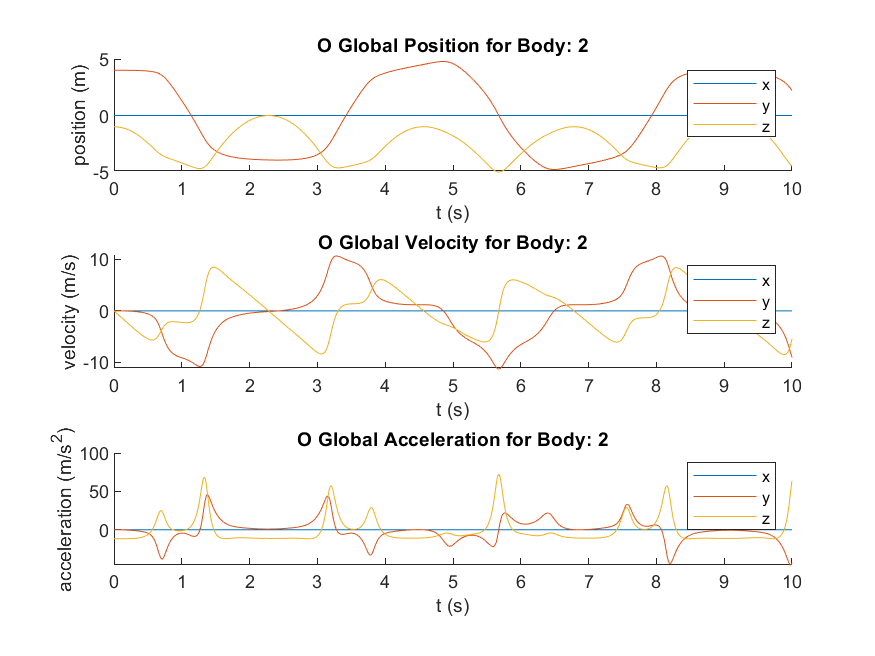 O Global Position for Body: 2
position (m)
5
0
-5
x
y
z
0 1 2 3 4 5 6 7 8 9 10
t (s)
O Global Velocity for Body: 2
velocity (m/s)
10
0
-10
x
y
z
0 1 2 3 4 5 6 7 8 9 10
t (s)
O Global Acceleration for Body: 2
acceleration (m/s²)
100
50
0
x
y
z
0 1 2 3 4 5 6 7 8 9 10
t (s)